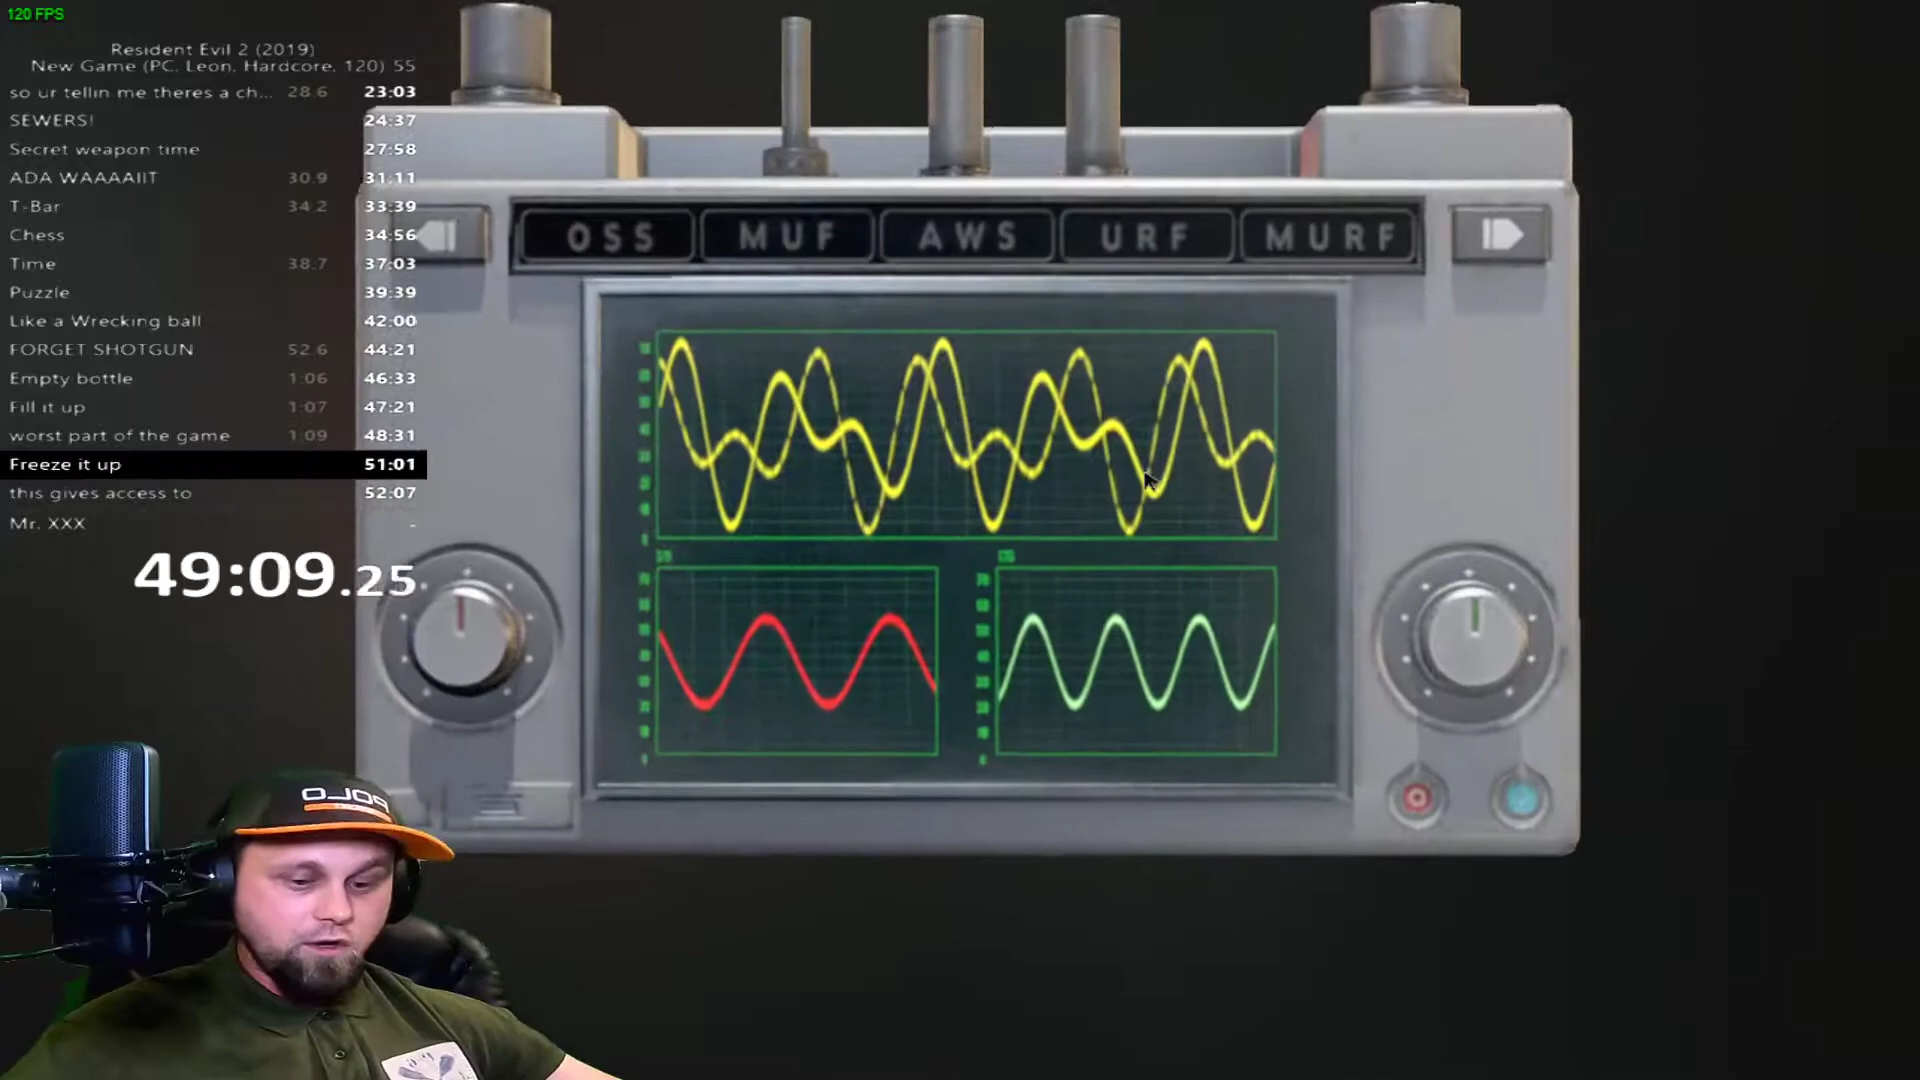 120 FPS
Resident Evil 2 (2019)
New Game (PC, Leon, Hardcore, 120) 55
so ur tellin me theres a ch... 28.6 23:03
SEWERS! 24:37
Secret weapon time 27:58
ADA WAAAAIIT 30.9 31:11
T-Bar 34.2 33:39
Chess 34:56
Time 38.7 37:03
Puzzle 39:39
Like a Wrecking ball 42:00
FORGET SHOTGUN 52.6 44:21
Empty bottle 1:06 46:33
Fill it up 1:07 47:21
worst part of the game 1:09 48:31
Freeze it up 51:01
this gives access to 52:07
Mr. XXX -
49:09.25
OSS MUF AWS URF MURF
POLO